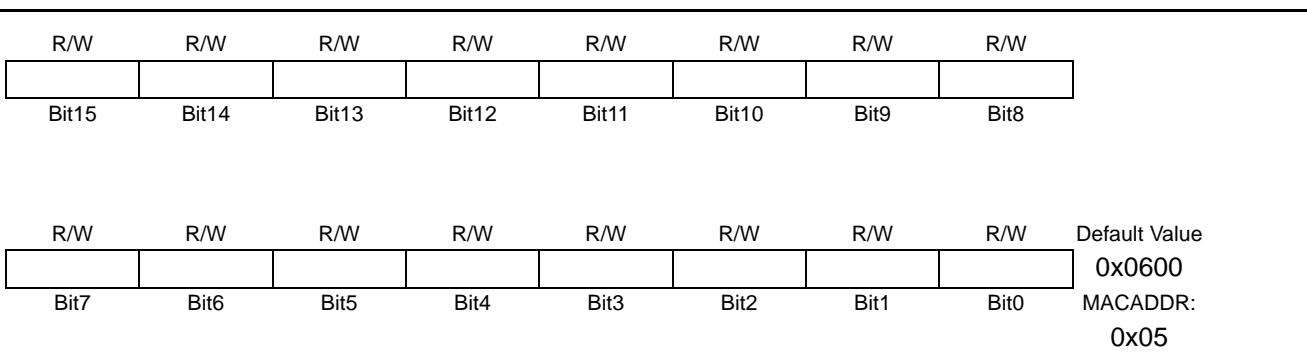 R/W R/W R/W R/W R/W R/W R/W R/W
Bit15 Bit14 Bit13 Bit12 Bit11 Bit10 Bit9 Bit8
R/W R/W R/W R/W R/W R/W R/W R/W Default Value
0x0600
Bit7 Bit6 Bit5 Bit4 Bit3 Bit2 Bit1 Bit0 MACADDR:
0x05